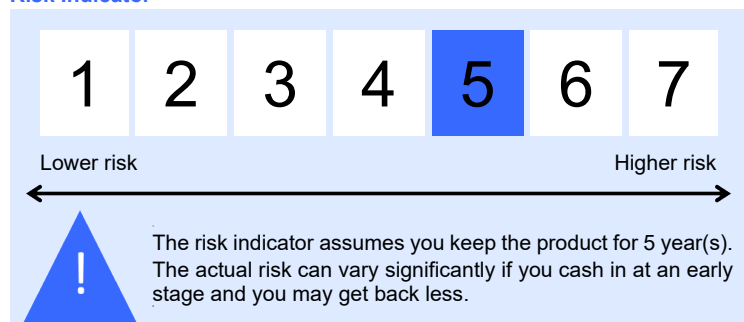 Risk Indicator
1 2 3 4 5 6 7
Lower risk Higher risk
!
The risk indicator assumes you keep the product for 5 year(s).
The actual risk can vary significantly if you cash in at an early
stage and you may get back less.